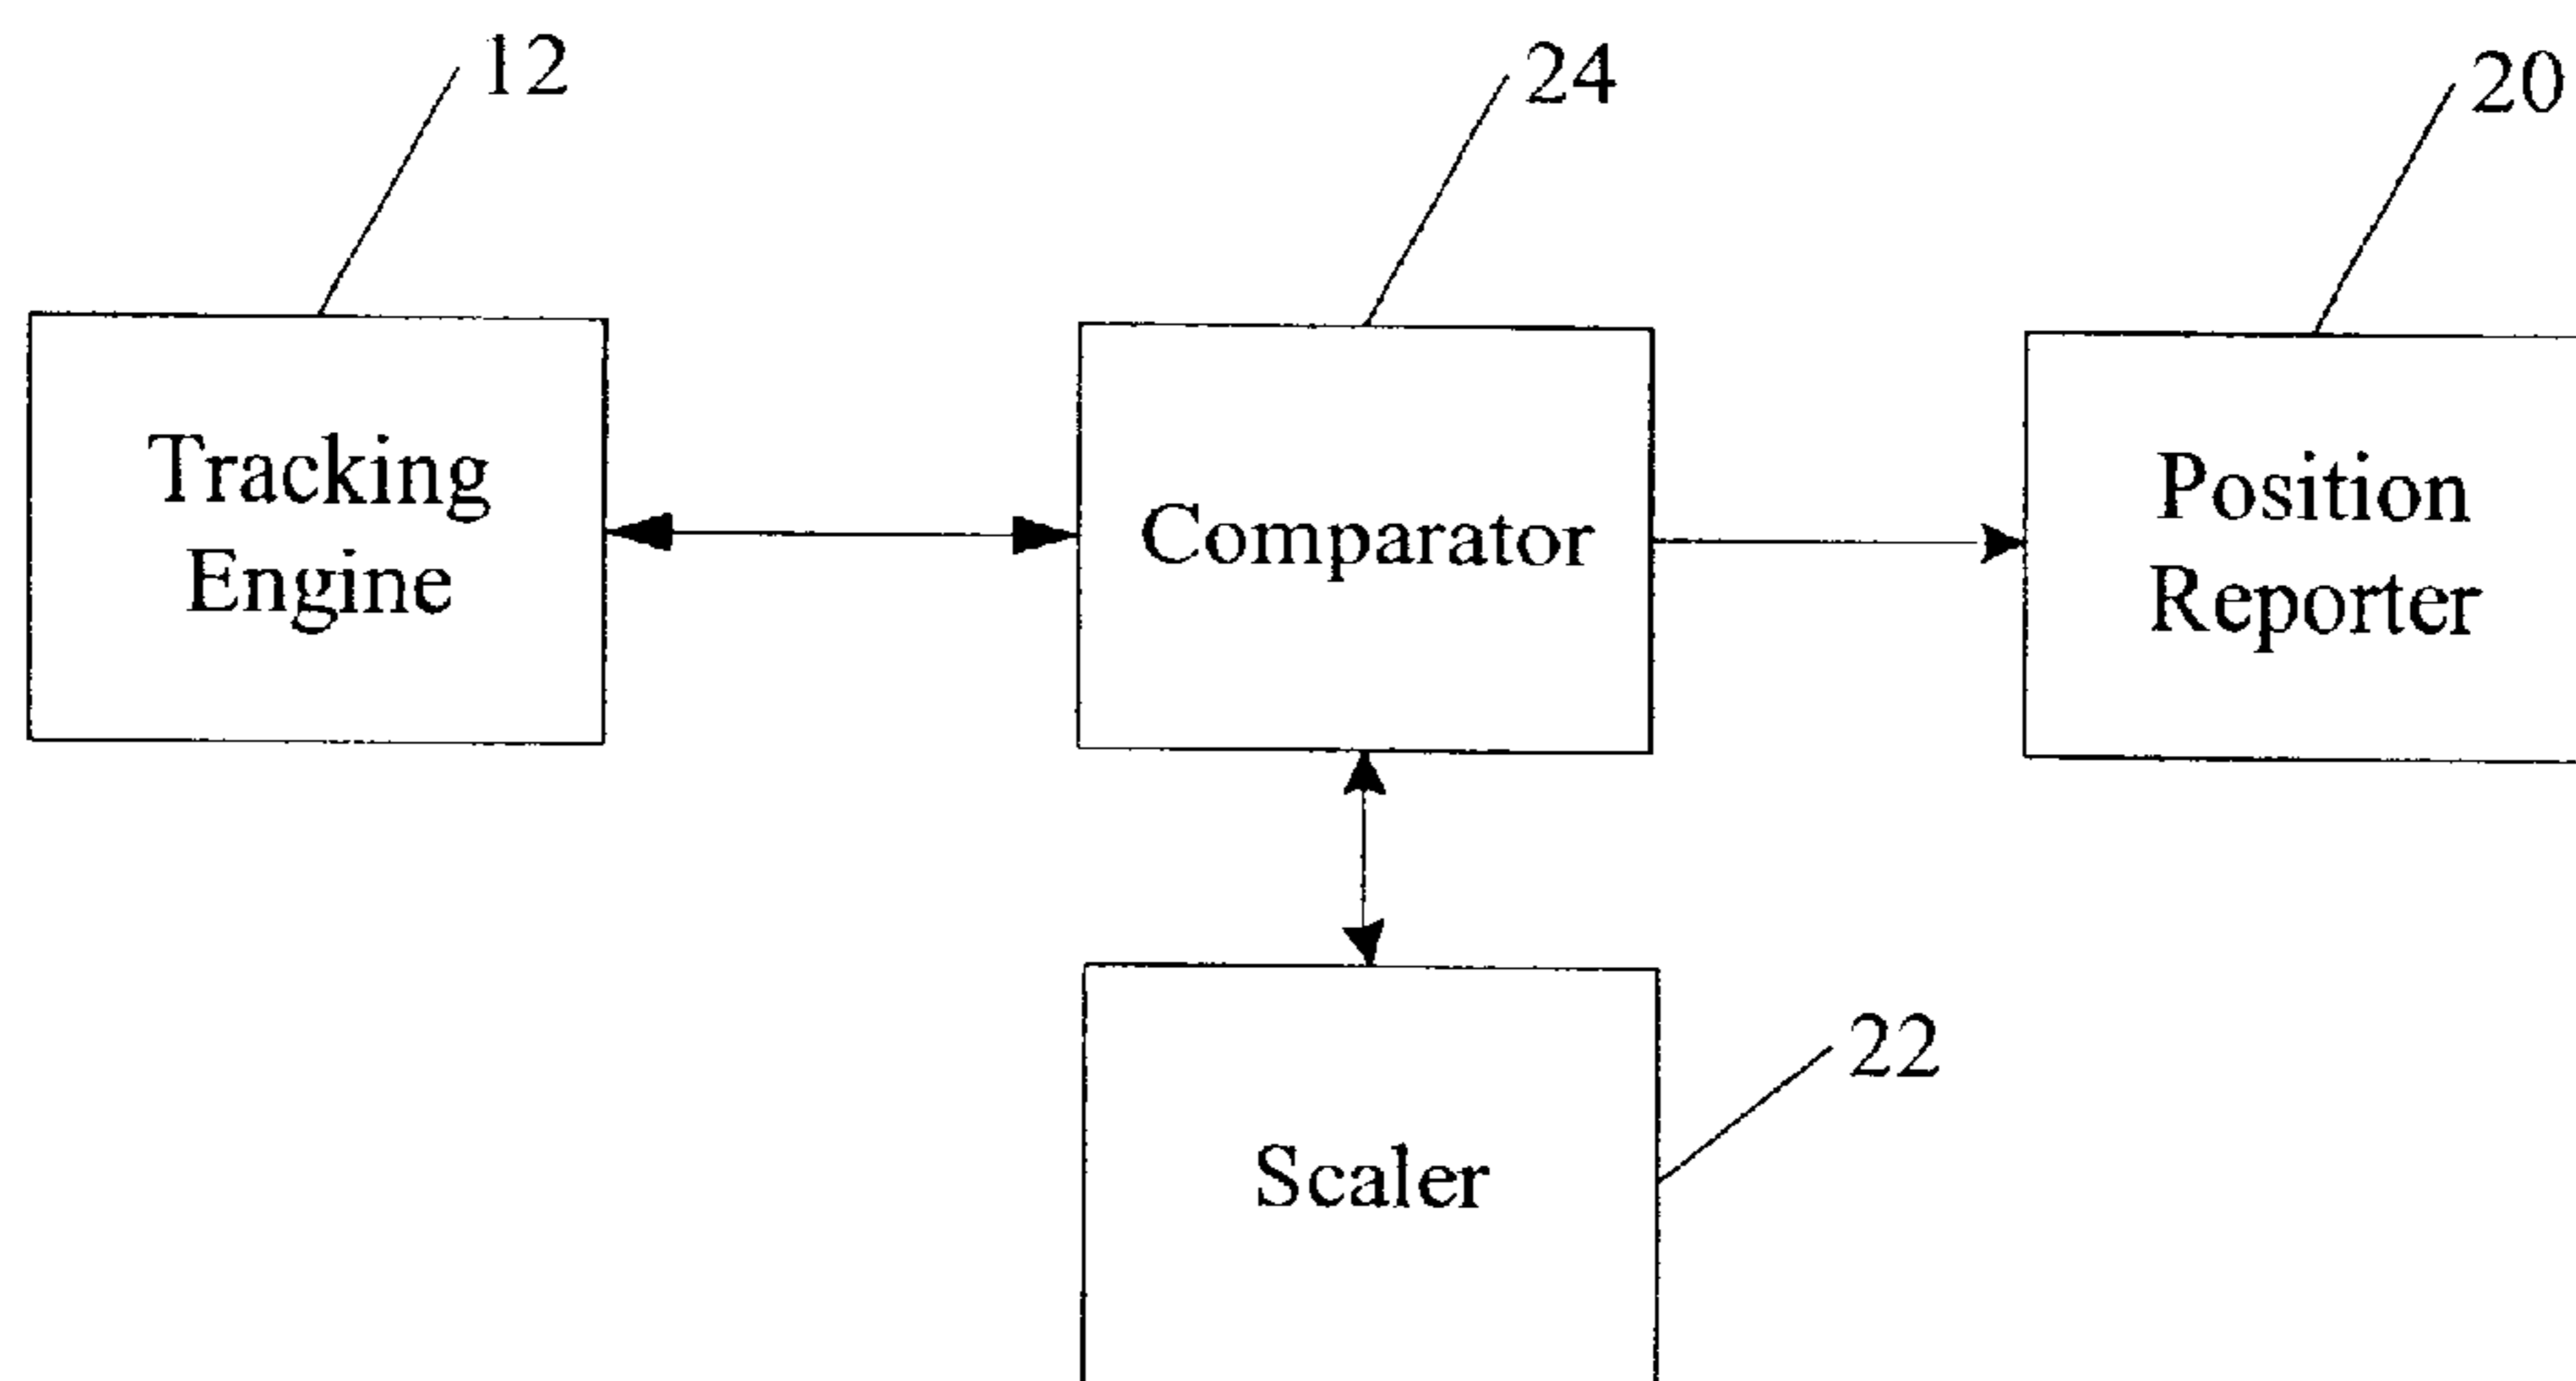 12
24
20
Tracking
Engine
Comparator
Position
Reporter
22
Scaler